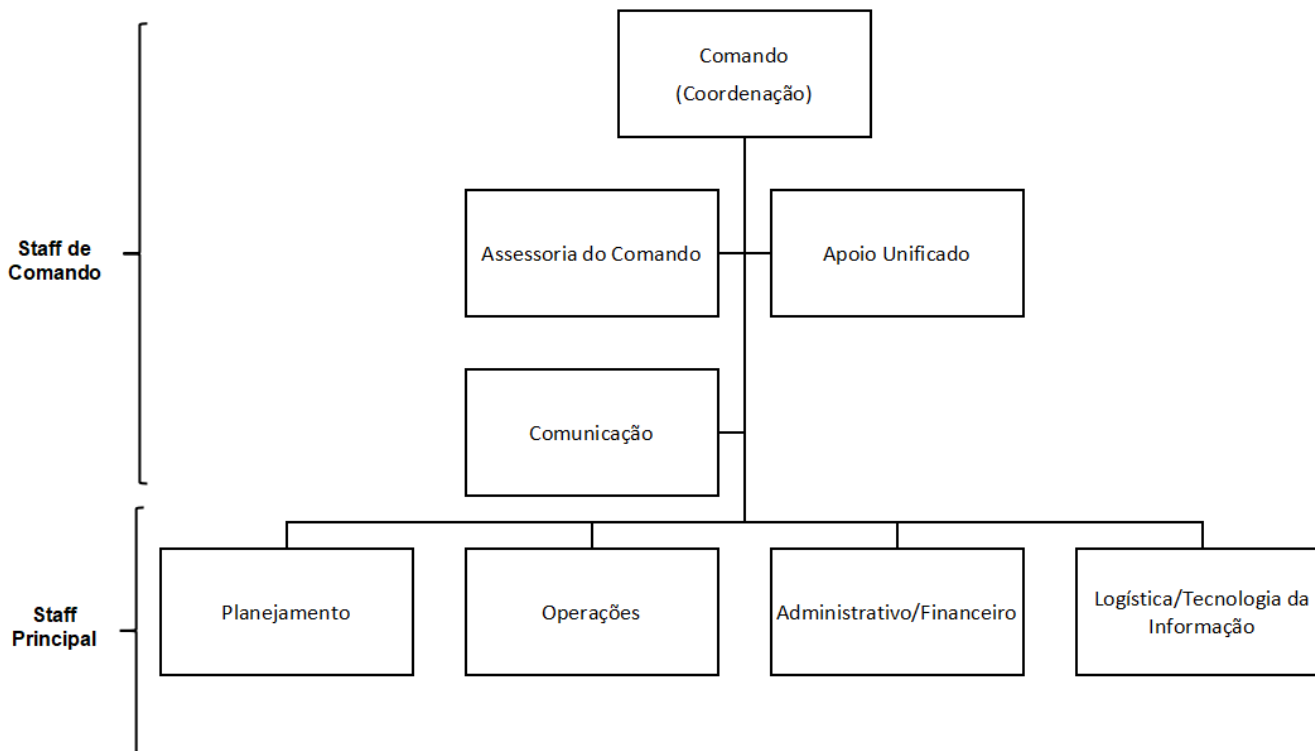 Comando
(Coordenação)
Staff de
Comando
Assessoria do Comando
Apoio Unificado
Comunicação
Staff
Principal
Planejamento
Operações
Administrativo/Financeiro
Logística/Tecnologia da
Informação